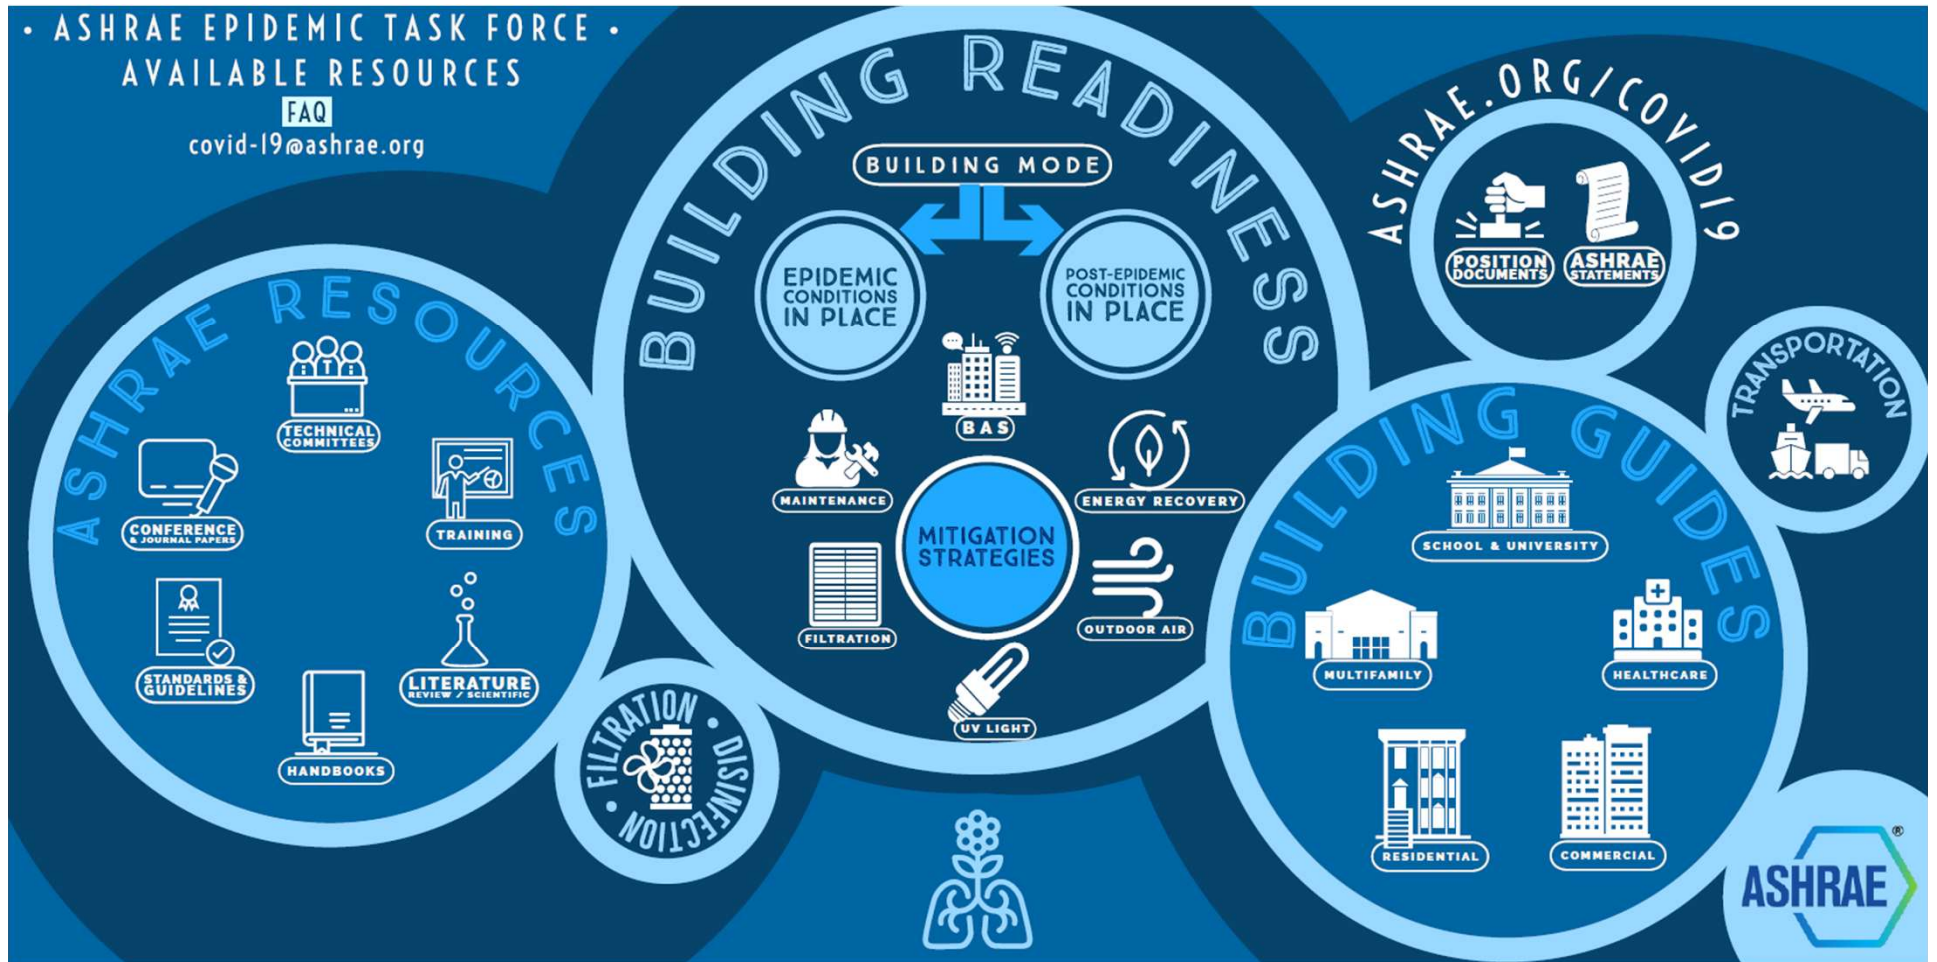 • ASHRAE EPIDEMIC TASK FORCE •
AVAILABLE RESOURCES
FAQ
covid-19@ashrae.org
ASHRAE RESOURCES
TECHNICAL
COMMITTEES
CONFERENCE
& JOURNAL PAPERS
TRAINING
STANDARDS &
GUIDELINES
LITERATURE
REVIEW / SCIENTIFIC
HANDBOOKS
• FILTRATION • DISINFECTION
BUILDING READINESS
BUILDING MODE
EPIDEMIC
CONDITIONS
IN PLACE
POST-EPIDEMIC
CONDITIONS
IN PLACE
BAS
MAINTENANCE
ENERGY RECOVERY
MITIGATION
STRATEGIES
FILTRATION
OUTDOOR AIR
UV LIGHT
ASHRAE.ORG/COVID19
POSITION
DOCUMENTS
ASHRAE
STATEMENTS
TRANSPORTATION
BUILDING GUIDES
SCHOOL & UNIVERSITY
MULTIFAMILY
HEALTHCARE
RESIDENTIAL
COMMERCIAL
ASHRAE®